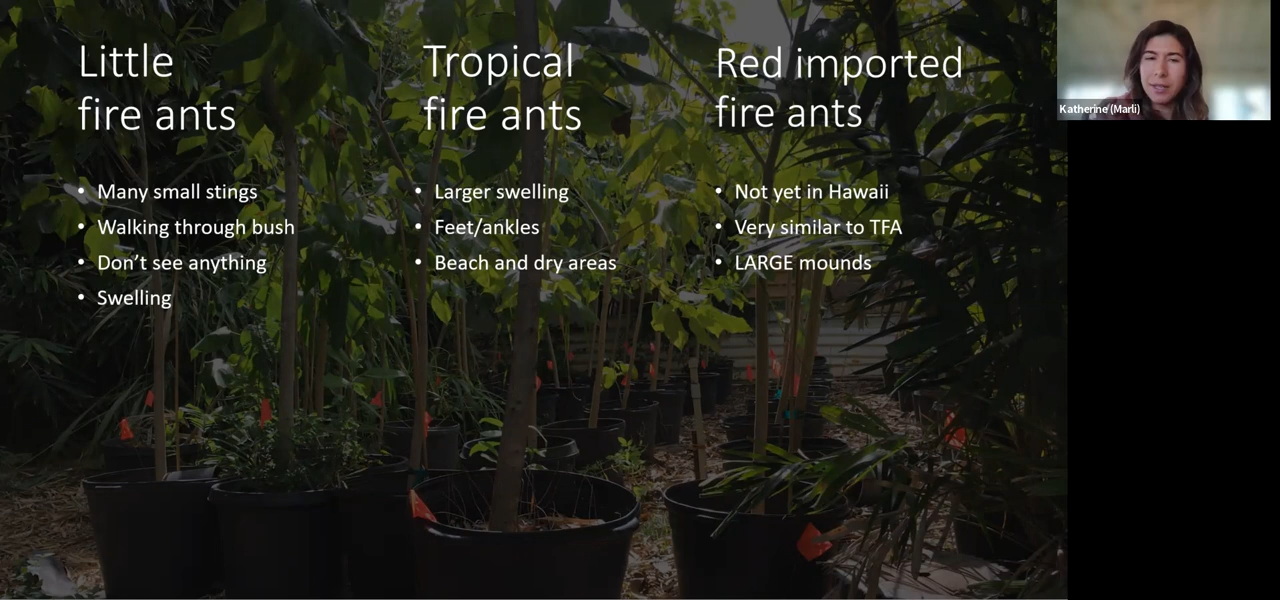 Little
fire ants
• Many small stings
• Walking through bush
• Don't see anything
• Swelling
Tropical
fire ants
• Larger swelling
• Feet/ankles
• Beach and dry areas
Red imported
fire ants
• Not yet in Hawaii
• Very similar to TFA
• LARGE mounds
Katherine (Marli)